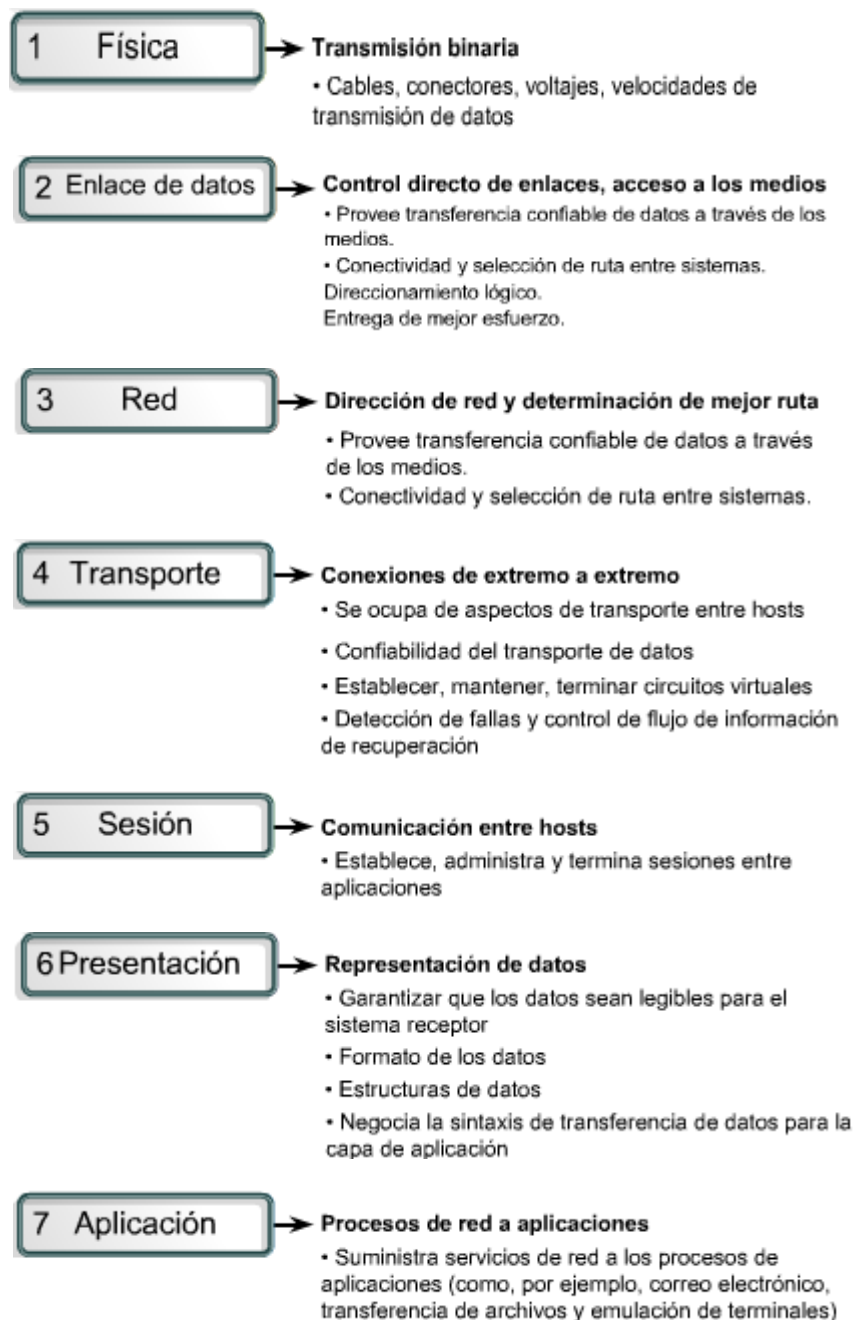 1 Física
Transmisión binaria
• Cables, conectores, voltajes, velocidades de
transmisión de datos
2 Enlace de datos
Control directo de enlaces, acceso a los medios
• Provee transferencia confiable de datos a través de los
medios.
• Conectividad y selección de ruta entre sistemas.
Direccionamiento lógico.
Entrega de mejor esfuerzo.
3 Red
Dirección de red y determinación de mejor ruta
• Provee transferencia confiable de datos a través
de los medios.
• Conectividad y selección de ruta entre sistemas.
4 Transporte
Conexiones de extremo a extremo
• Se ocupa de aspectos de transporte entre hosts
• Confiabilidad del transporte de datos
• Establecer, mantener, terminar circuitos virtuales
• Detección de fallas y control de flujo de información
de recuperación
5 Sesión
Comunicación entre hosts
• Establece, administra y termina sesiones entre
aplicaciones
6 Presentación
Representación de datos
• Garantizar que los datos sean legibles para el
sistema receptor
• Formato de los datos
• Estructuras de datos
• Negocia la sintaxis de transferencia de datos para la
capa de aplicación
7 Aplicación
Procesos de red a aplicaciones
• Suministra servicios de red a los procesos de
aplicaciones (como, por ejemplo, correo electrónico,
transferencia de archivos y emulación de terminales)